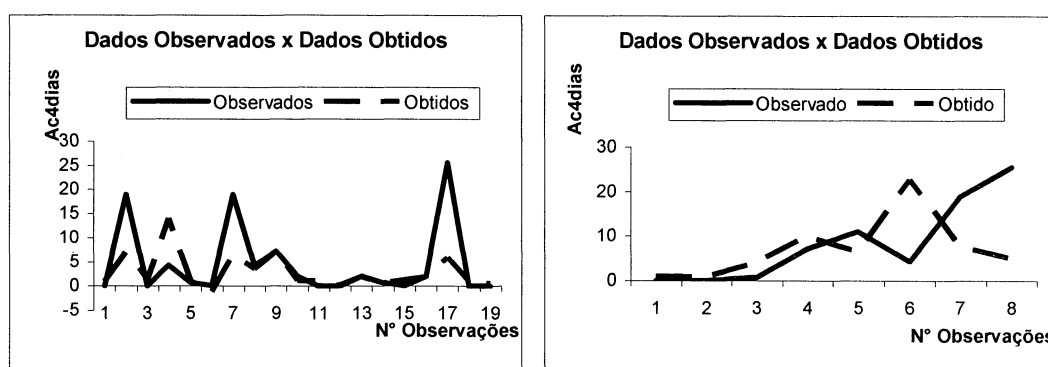 Dados Observados x Dados Obtidos
Ac4dias
Observados Obtidos
30
25
20
15
10
5
0
-5
1 3 5 7 9 11 13 15 17 19
N° Observações
Dados Observados x Dados Obtidos
Ac4dias
Observado Obtido
30
20
10
0
1 2 3 4 5 6 7 8
N° Observações